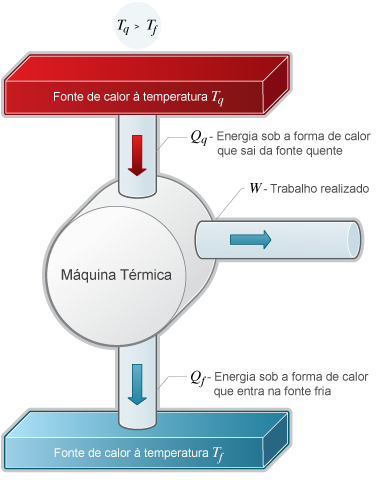 Tq > Tf
Fonte de calor à temperatura Tq
Qq - Energia sob a forma de calor
que sai da fonte quente
W - Trabalho realizado
Máquina Térmica
Qf - Energia sob a forma de calor
que entra na fonte fria
Fonte de calor à temperatura Tf